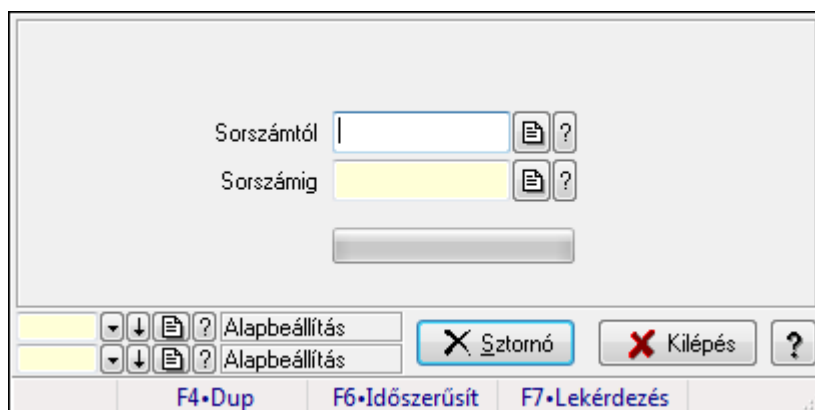 Sorszámtól ?
Sorszámig ?
? Alapbeállítás
? Alapbeállítás
Sztornó Kilépés ?
F4•Dup F6•Időszerűsít F7•Lekérdezés